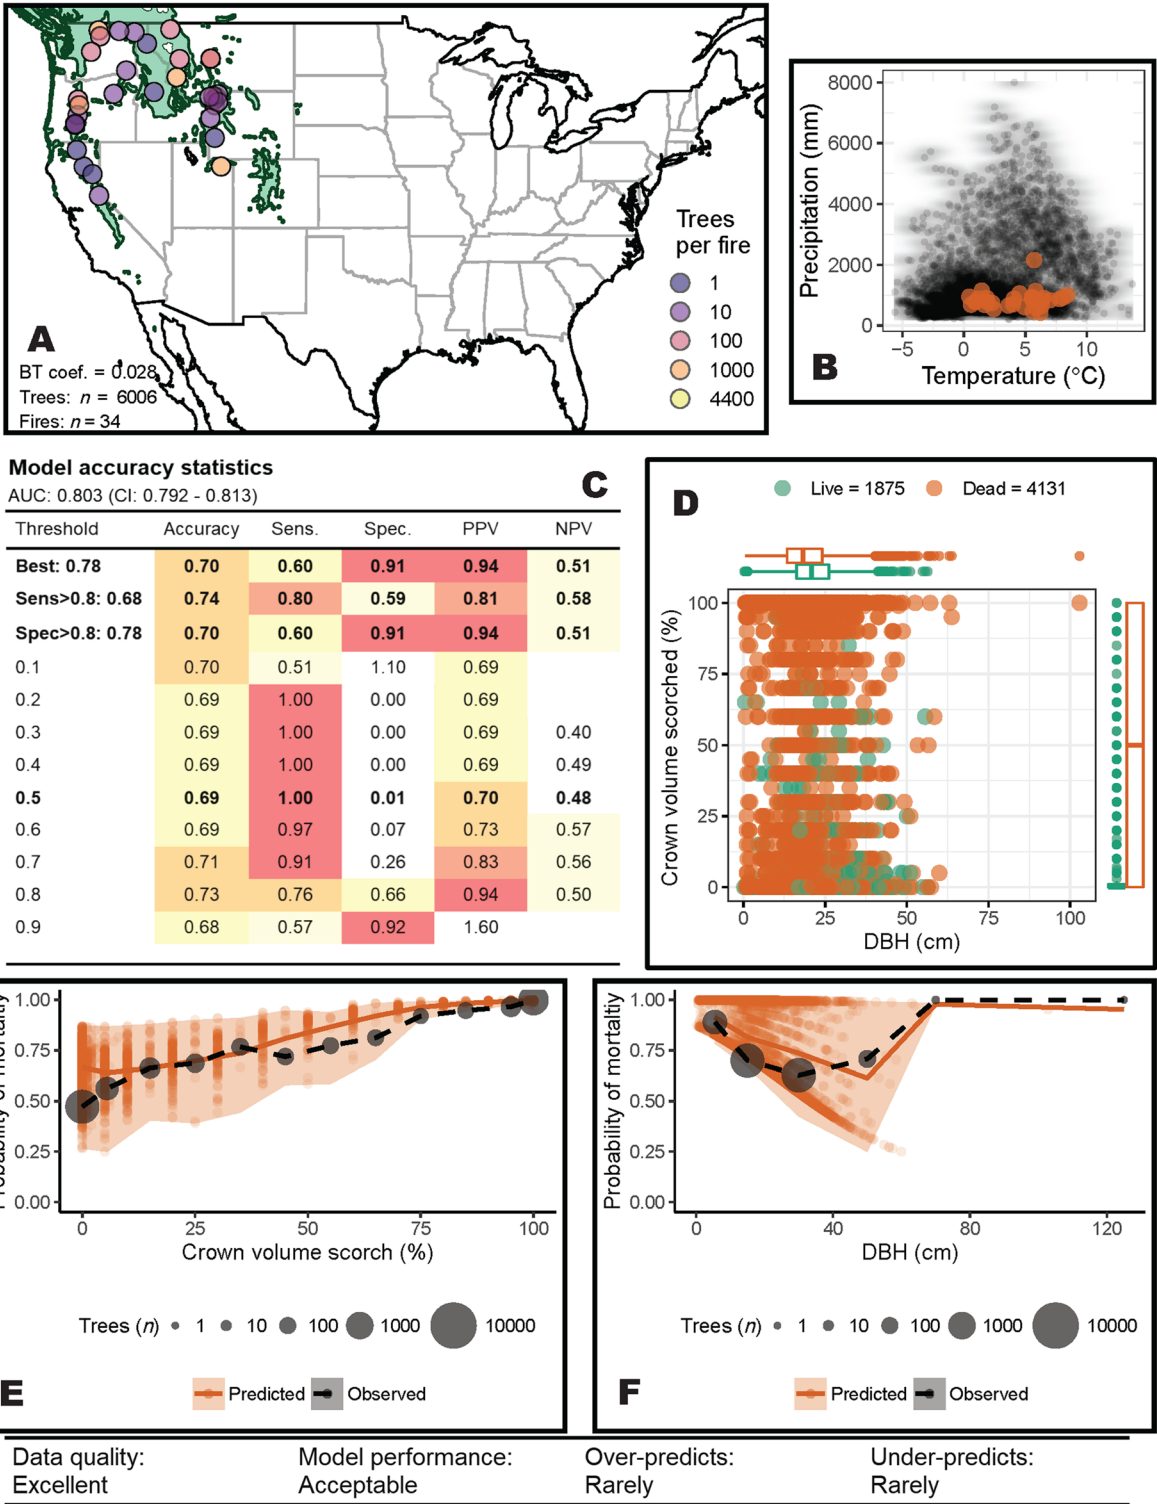 Trees
per fire
1
10
100
1000
4400
A
BT coef. = 0.028
Trees: n = 6006
Fires: n = 34
8000
6000
4000
2000
0
Precipitation (mm)
−5 0 5 10
Temperature (°C)
B
Model accuracy statistics
AUC: 0.803 (CI: 0.792 - 0.813)
C
Threshold Accuracy Sens. Spec. PPV NPV
Best: 0.78 0.70 0.60 0.91 0.94 0.51
Sens>0.8: 0.68 0.74 0.80 0.59 0.81 0.58
Spec>0.8: 0.78 0.70 0.60 0.91 0.94 0.51
0.1 0.70 0.51 1.10 0.69
0.2 0.69 1.00 0.00 0.69
0.3 0.69 1.00 0.00 0.69 0.40
0.4 0.69 1.00 0.00 0.69 0.49
0.5 0.69 1.00 0.01 0.70 0.48
0.6 0.69 0.97 0.07 0.73 0.57
0.7 0.71 0.91 0.26 0.83 0.56
0.8 0.73 0.76 0.66 0.94 0.50
0.9 0.68 0.57 0.92 1.60
D
Live = 1875 Dead = 4131
100
75
50
25
0
Crown volume scorched (%)
0 25 50 75 100
DBH (cm)
1.00
0.75
0.50
0.25
0.00
Probability of mortaltiy
0 25 50 75 100
Crown volume scorch (%)
Trees (n) 1 10 100 1000 10000
Predicted Observed
E
1.00
0.75
0.50
0.25
0.00
Probability of mortaltiy
0 40 80 120
DBH (cm)
Trees (n) 1 10 100 1000 10000
Predicted Observed
F
Data quality: Model performance: Over-predicts: Under-predicts:
Excellent Acceptable Rarely Rarely